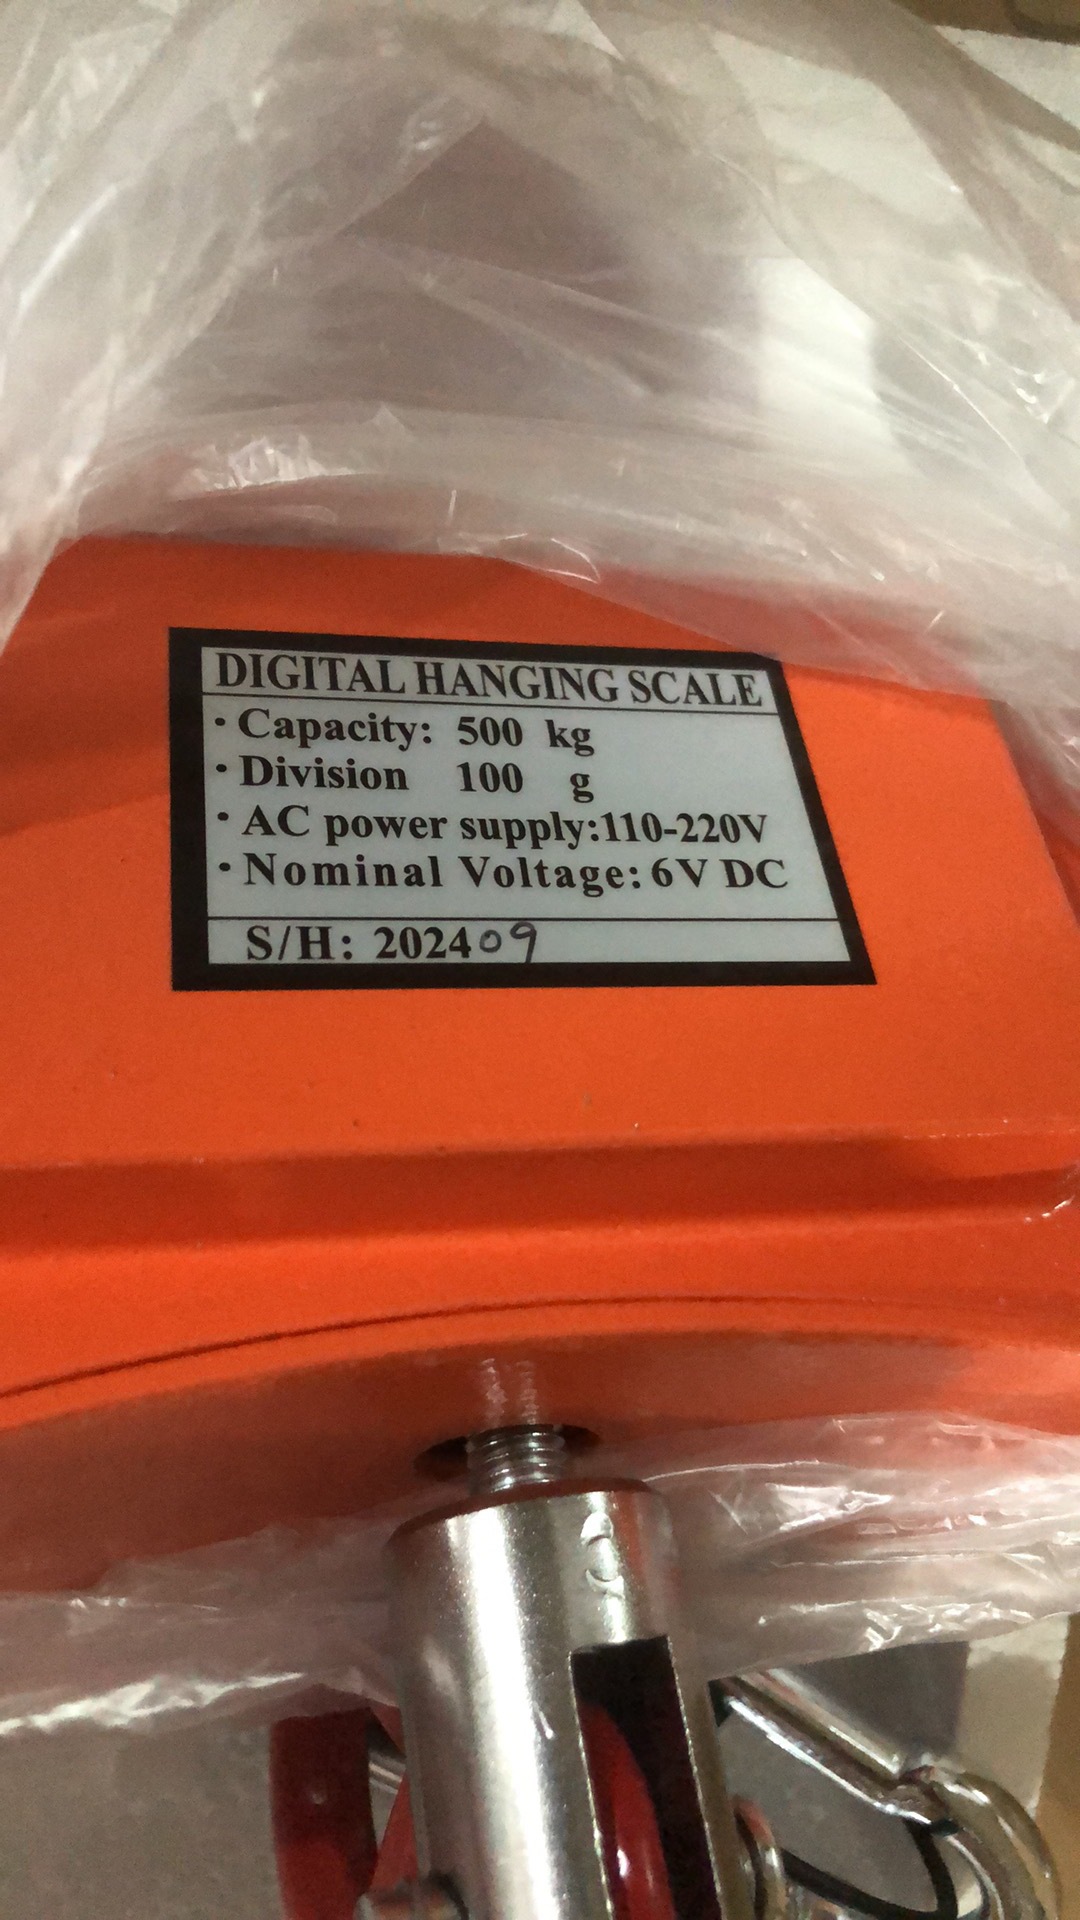 DIGITAL HANGING SCALE
· Capacity: 500 kg
· Division 100 g
· AC power supply:110-220V
· Nominal Voltage: 6V DC
S/H: 202409